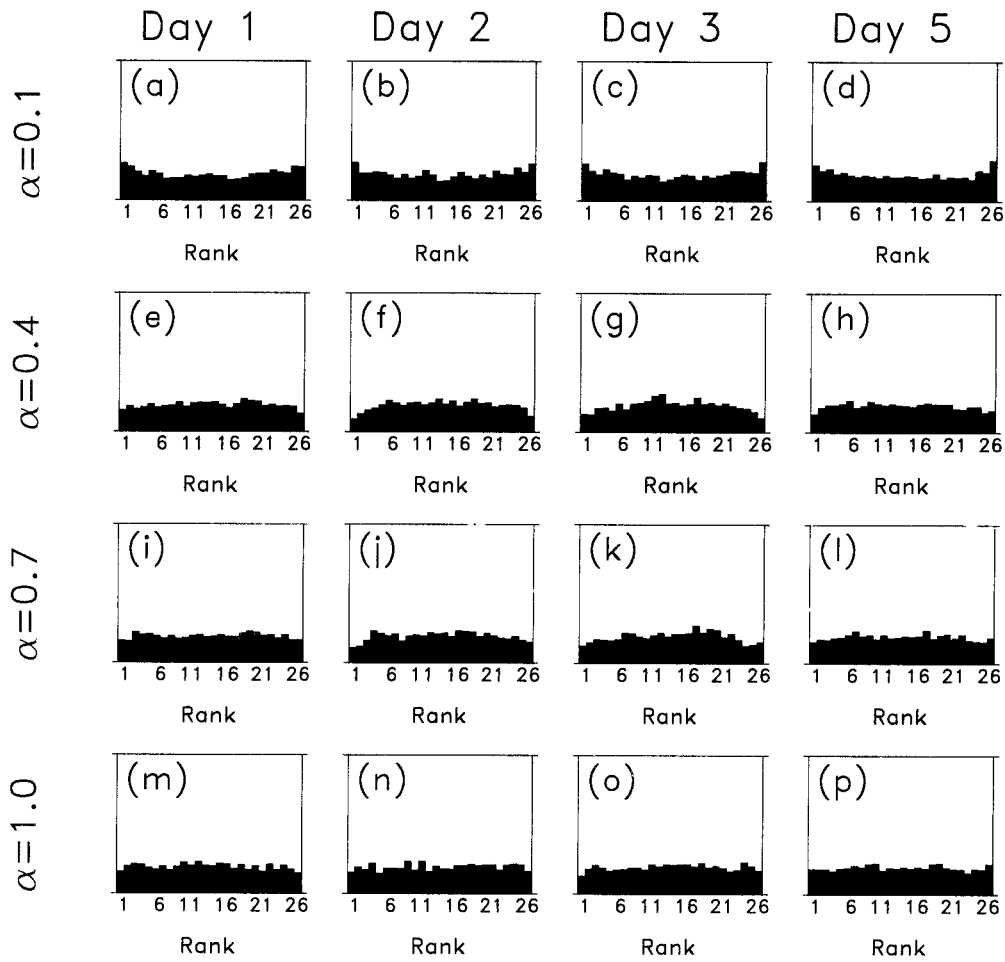 Day 1 Day 2 Day 3 Day 5
α=0.1
(a) (b) (c) (d)
1 6 11 16 21 26 1 6 11 16 21 26 1 6 11 16 21 26 1 6 11 16 21 26
Rank Rank Rank Rank
α=0.4
(e) (f) (g) (h)
1 6 11 16 21 26 1 6 11 16 21 26 1 6 11 16 21 26 1 6 11 16 21 26
Rank Rank Rank Rank
α=0.7
(i) (j) (k) (l)
1 6 11 16 21 26 1 6 11 16 21 26 1 6 11 16 21 26 1 6 11 16 21 26
Rank Rank Rank Rank
α=1.0
(m) (n) (o) (p)
1 6 11 16 21 26 1 6 11 16 21 26 1 6 11 16 21 26 1 6 11 16 21 26
Rank Rank Rank Rank